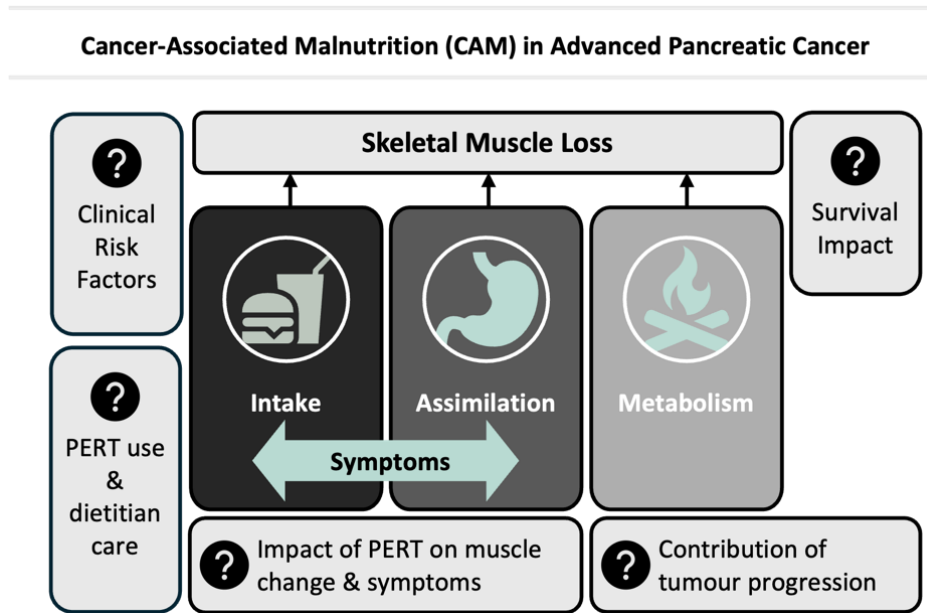 Cancer-Associated Malnutrition (CAM) in Advanced Pancreatic Cancer
Skeletal Muscle Loss
?
Clinical
Risk
Factors
?
Survival
Impact
Intake
Assimilation
Metabolism
Symptoms
?
PERT use
&
dietitian
care
?
Impact of PERT on muscle
change & symptoms
?
Contribution of
tumour progression